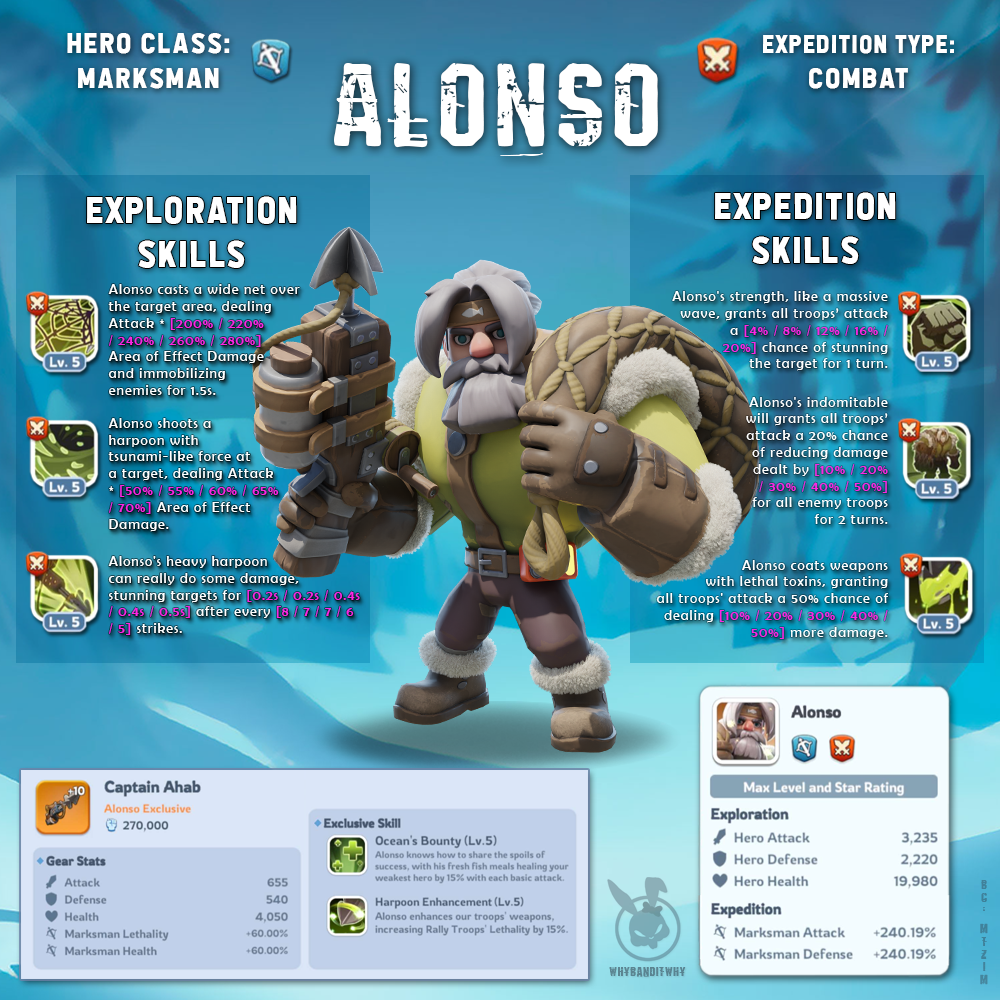 HERO CLASS:
MARKSMAN
EXPEDITION TYPE:
COMBAT
ALONSO
EXPLORATION
SKILLS
Alonso casts a wide net over
the target area, dealing
Attack * [200% / 220%
/ 240% / 260% / 280%]
Area of Effect Damage
and immobilizing
enemies for 1.5s.
Lv. 5
Alonso shoots a
harpoon with
tsunami-like force at
a target, dealing Attack
* [50% / 55% / 60% / 65%
/ 70%] Area of Effect
Damage.
Lv. 5
Alonso's heavy harpoon
can really do some damage,
stunning targets for [0.2s / 0.2s / 0.4s
/ 0.4s / 0.5s] after every [8 / 7 / 7 / 6
/ 5] strikes.
Lv. 5
EXPEDITION
SKILLS
Alonso's strength, like a massive
wave, grants all troops' attack
a [4% / 8% / 12% / 16% /
20%] chance of stunning
the target for 1 turn.
Lv. 5
Alonso's indomitable
will grants all troops'
attack a 20% chance
of reducing damage
dealt by [10% / 20%
/ 30% / 40% / 50%]
for all enemy troops
for 2 turns.
Lv. 5
Alonso coats weapons
with lethal toxins, granting
all troops' attack a 50% chance of
dealing [10% / 20% / 30% / 40% /
50%] more damage.
Lv. 5
+10
Captain Ahab
Alonso Exclusive
270,000
Gear Stats
Attack 655
Defense 540
Health 4,050
Marksman Lethality +60.00%
Marksman Health +60.00%
Exclusive Skill
Ocean's Bounty (Lv.5)
Alonso knows how to share the spoils of
success, with his fresh fish meals healing your
weakest hero by 15% with each basic attack.
Harpoon Enhancement (Lv.5)
Alonso enhances our troops' weapons,
increasing Rally Troops' Lethality by 15%.
WHYBANDITWHY
Alonso
Max Level and Star Rating
Exploration
Hero Attack 3,235
Hero Defense 2,220
Hero Health 19,980
Expedition
Marksman Attack +240.19%
Marksman Defense +240.19%
BG: MTZIM